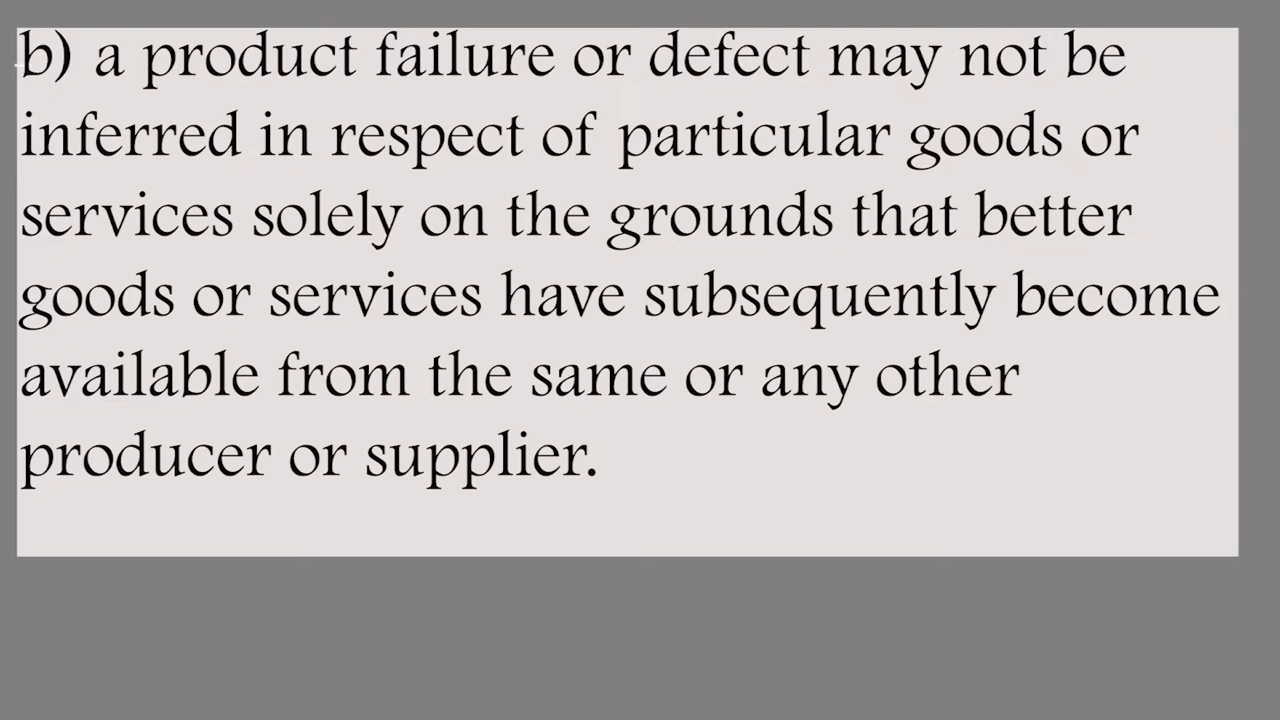 b) a product failure or defect may not be
inferred in respect of particular goods or
services solely on the grounds that better
goods or services have subsequently become
available from the same or any other
producer or supplier.